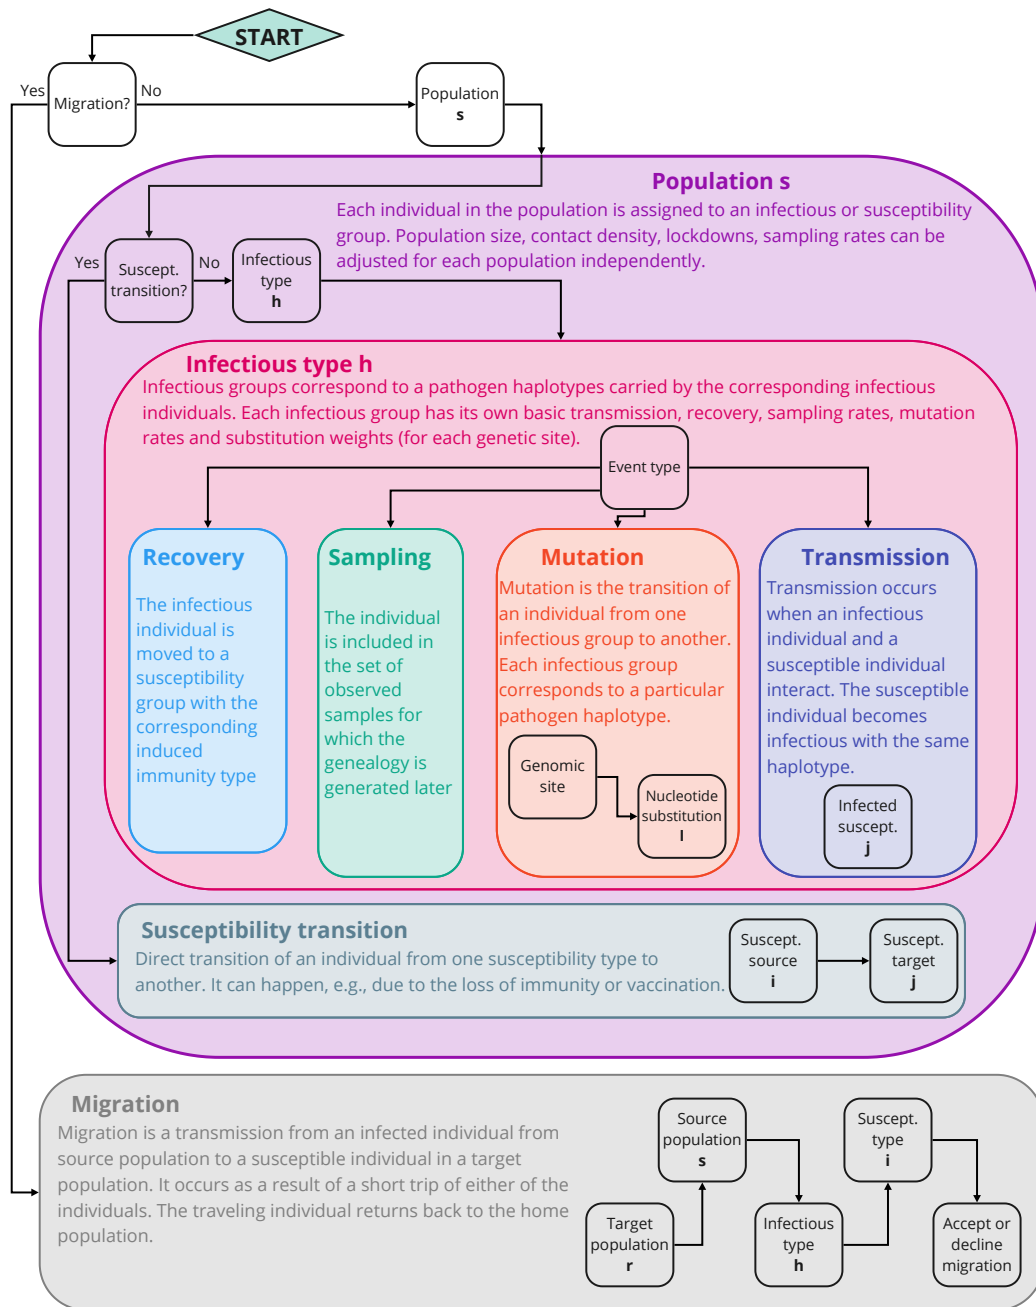 START
Yes
Migration?
No
Population
s
Population s
Each individual in the population is assigned to an infectious or susceptibility
group. Population size, contact density, lockdowns, sampling rates can be
adjusted for each population independently.
Yes
Suscept.
transition?
No
Infectious
type
h
Infectious type h
Infectious groups correspond to a pathogen haplotypes carried by the corresponding infectious
individuals. Each infectious group has its own basic transmission, recovery, sampling rates, mutation
rates and substitution weights (for each genetic site).
Event type
Recovery
The infectious
individual is
moved to a
susceptibility
group with the
corresponding
induced
immunity type
Sampling
The individual
is included in
the set of
observed
samples for
which the
genealogy is
generated later
Mutation
Mutation is the transition of
an individual from one
infectious group to another.
Each infectious group
corresponds to a particular
pathogen haplotype.
Genomic
site
Nucleotide
substitution
l
Transmission
Transmission occurs
when an infectious
individual and a
susceptible individual
interact. The susceptible
individual becomes
infectious with the same
haplotype.
Infected
suscept.
j
Susceptibility transition
Direct transition of an individual from one susceptibility type to
another. It can happen, e.g., due to the loss of immunity or vaccination.
Suscept.
source
i
Suscept.
target
j
Migration
Migration is a transmission from an infected individual from
source population to a susceptible individual in a target
population. It occurs as a result of a short trip of either of the
individuals. The traveling individual returns back to the home
population.
Target
population
r
Source
population
s
Infectious
type
h
Suscept.
type
i
Accept or
decline
migration